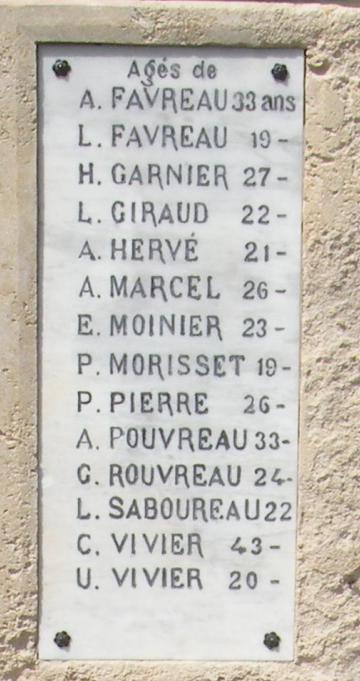 Agés de
A. FAVREAU 33 ans
L. FAVREAU 19 -
H. GARNIER 27 -
L. GIRAUD 22 -
A. HERVÉ 21 -
A. MARCEL 26 -
E. MOINIER 23 -
P. MORISSET 19 -
P. PIERRE 26 -
A. POUVREAU 33 -
G. ROUVREAU 24 -
L. SABOUREAU 22
C. VIVIER 43 -
U. VIVIER 20 -